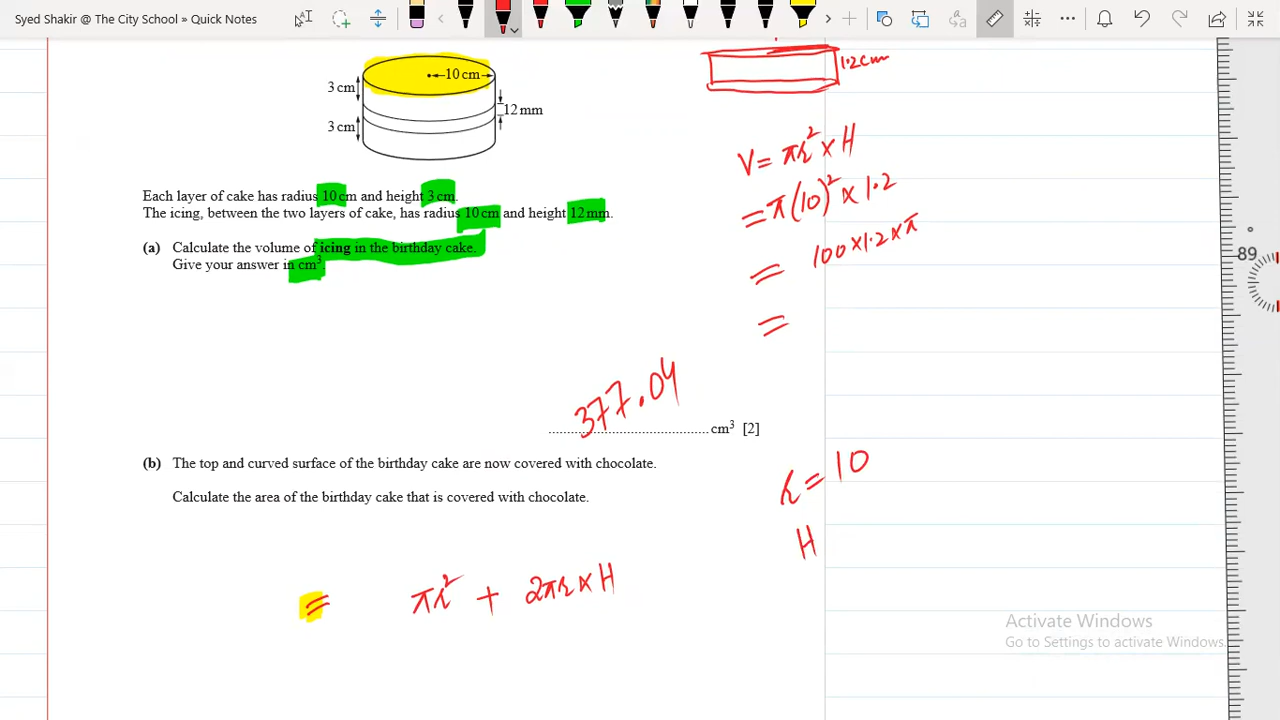 Syed Shakir @ The City School » Quick Notes
10 cm
3 cm
12 mm
3 cm
1.2cm
Each layer of cake has radius 10 cm and height 3 cm.
The icing, between the two layers of cake, has radius 10 cm and height 12 mm.
(a) Calculate the volume of icing in the birthday cake.
Give your answer in cm³.
V = πr² × H
= π(10)² × 1.2
= 100 × 1.2 × π
=
89
377.04
cm³ [2]
(b) The top and curved surface of the birthday cake are now covered with chocolate.
Calculate the area of the birthday cake that is covered with chocolate.
r = 10
H
= πr² + 2πr × H
Activate Windows
Go to Settings to activate Windows.